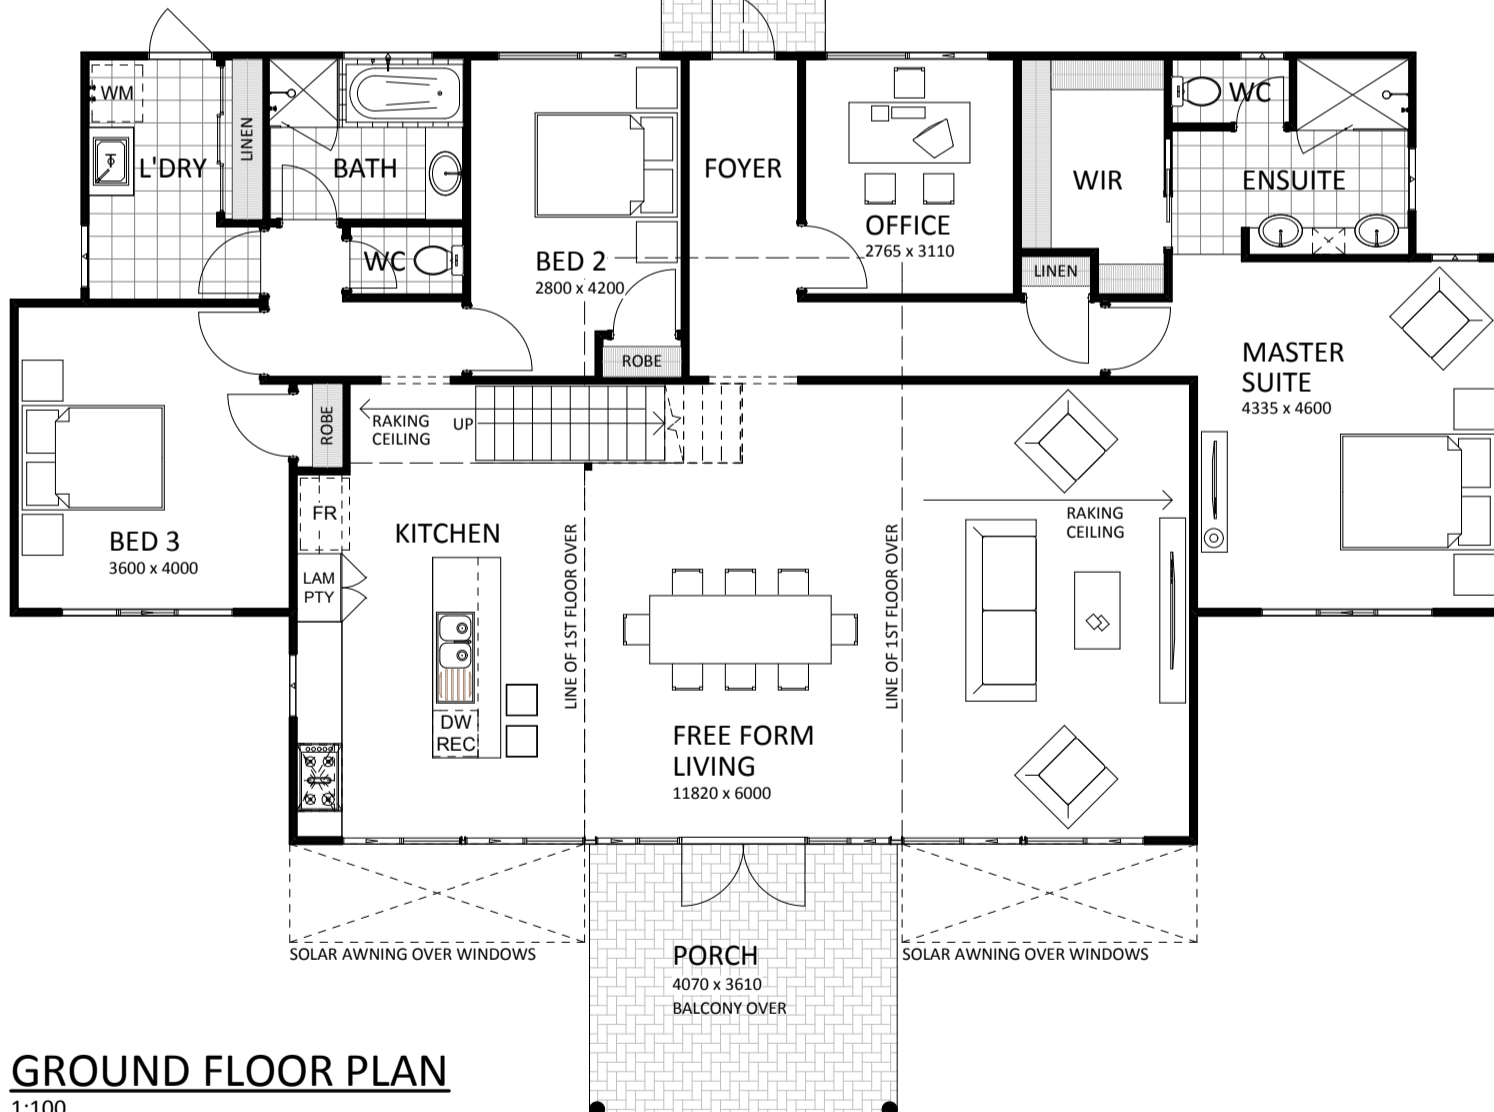 WM
L'DRY
LINEN
BATH
WC
BED 2
2800 x 4200
ROBE
FOYER
OFFICE
2765 x 3110
WIR
LINEN
WC
ENSUITE
MASTER
SUITE
4335 x 4600
BED 3
3600 x 4000
ROBE
RAKING
CEILING
UP
FR
LAM
PTY
KITCHEN
DW
REC
LINE OF 1ST FLOOR OVER
FREE FORM
LIVING
11820 x 6000
LINE OF 1ST FLOOR OVER
RAKING
CEILING
SOLAR AWNING OVER WINDOWS
PORCH
4070 x 3610
BALCONY OVER
SOLAR AWNING OVER WINDOWS
GROUND FLOOR PLAN
1:100